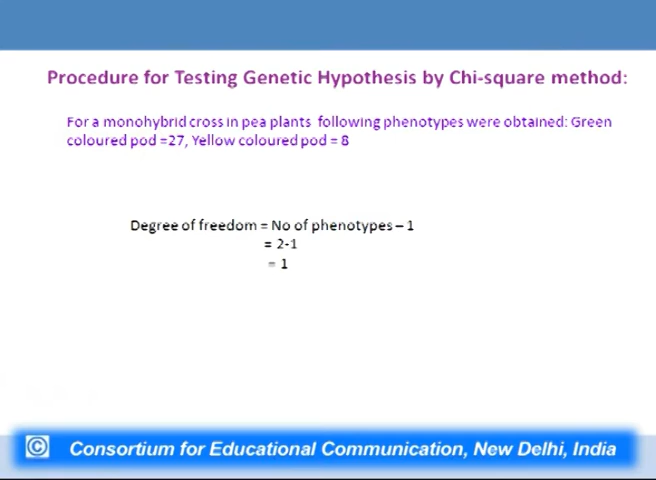 Procedure for Testing Genetic Hypothesis by Chi-square method:
For a monohybrid cross in pea plants following phenotypes were obtained: Green
coloured pod =27, Yellow coloured pod = 8
Degree of freedom = No of phenotypes – 1
= 2-1
= 1
© Consortium for Educational Communication, New Delhi, India